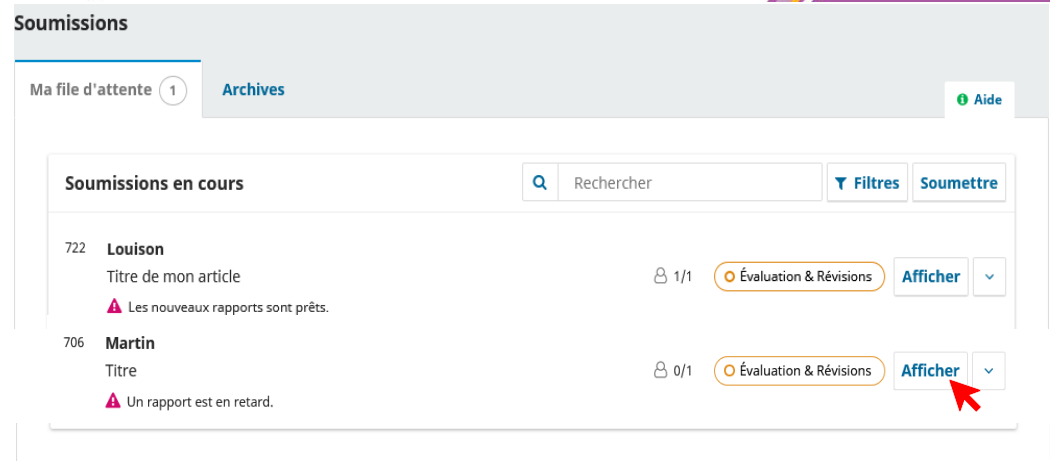 Soumissions
Ma file d'attente 1 Archives
Aide
Soumissions en cours Rechercher Filtres Soumettre
722 Louison
Titre de mon article 1/1 Évaluation & Révisions Afficher
Les nouveaux rapports sont prêts.
706 Martin
Titre 0/1 Évaluation & Révisions Afficher
Un rapport est en retard.